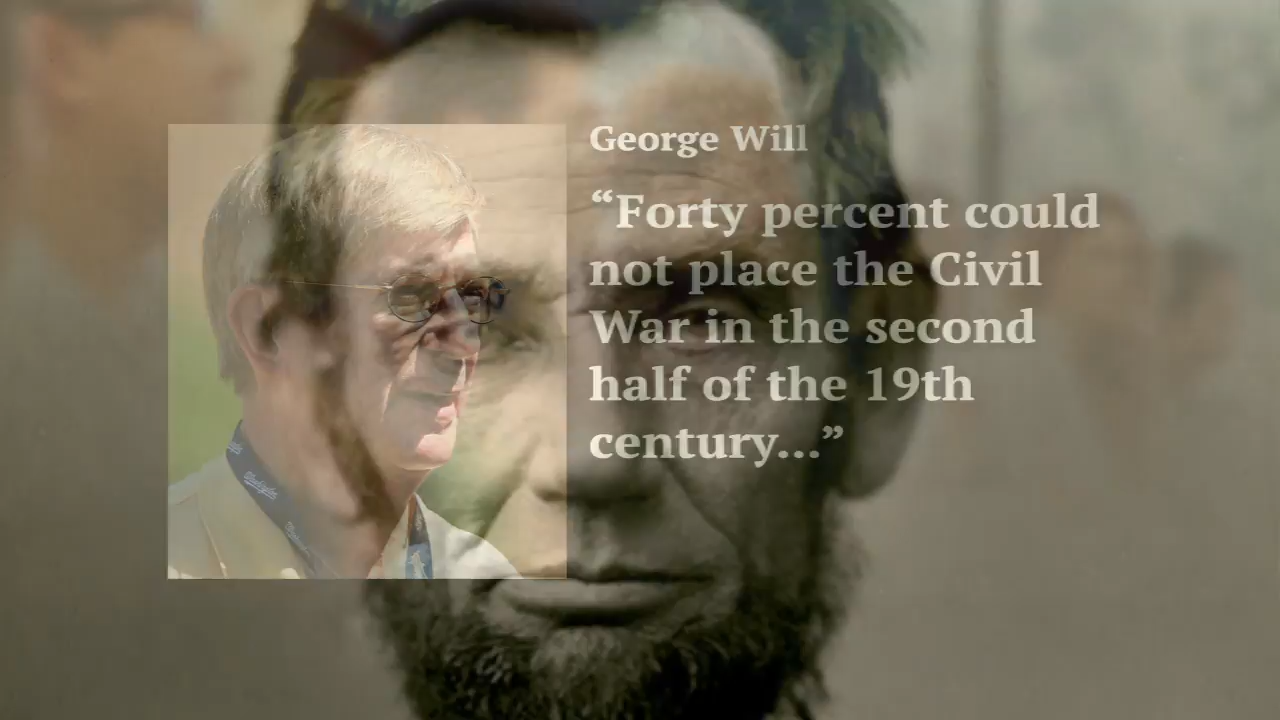 George Will
“Forty percent could
not place the Civil
War in the second
half of the 19th
century...”